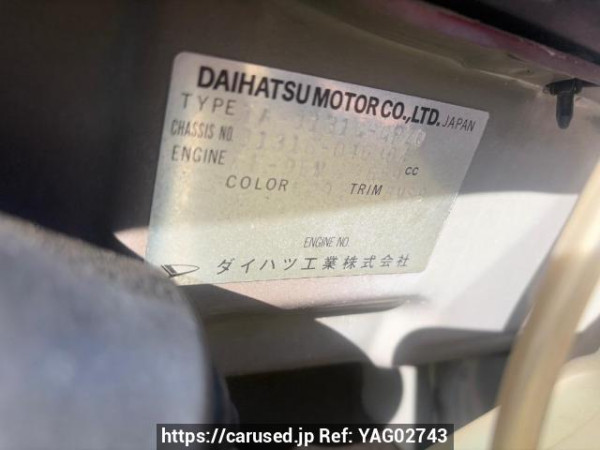 DAIHATSU MOTOR CO.,LTD. JAPAN
TYPE
CHASSIS NO.
ENGINE cc
COLOR TRIM
ENGINE NO.
ダイハツ工業株式会社
https://carused.jp Ref: YAG02743